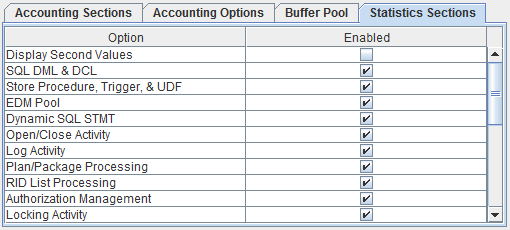 Accounting Sections Accounting Options Buffer Pool Statistics Sections
Option Enabled
Display Second Values
SQL DML & DCL
Store Procedure, Trigger, & UDF
EDM Pool
Dynamic SQL STMT
Open/Close Activity
Log Activity
Plan/Package Processing
RID List Processing
Authorization Management
Locking Activity